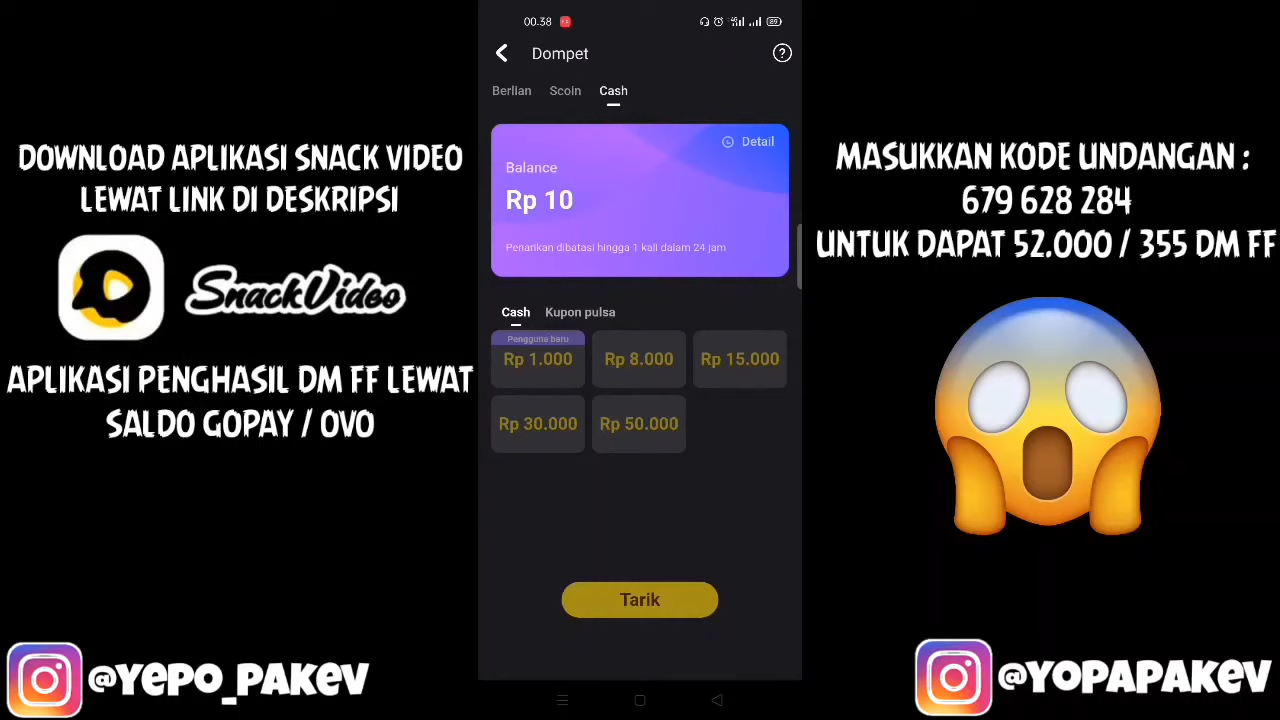 DOWNLOAD APLIKASI SNACK VIDEO
LEWAT LINK DI DESKRIPSI
SnackVideo
APLIKASI PENGHASIL DM FF LEWAT
SALDO GOPAY / OVO
@YEPO_PAKEV
00.38
89
Dompet
Berlian Scoin Cash
Detail
Balance
Rp 10
Penarikan dibatasi hingga 1 kali dalam 24 jam
Cash Kupon pulsa
Pengguna baru
Rp 1.000 Rp 8.000 Rp 15.000
Rp 30.000 Rp 50.000
Tarik
MASUKKAN KODE UNDANGAN :
679 628 284
UNTUK DAPAT 52.000 / 355 DM FF
@YOPAPAKEV